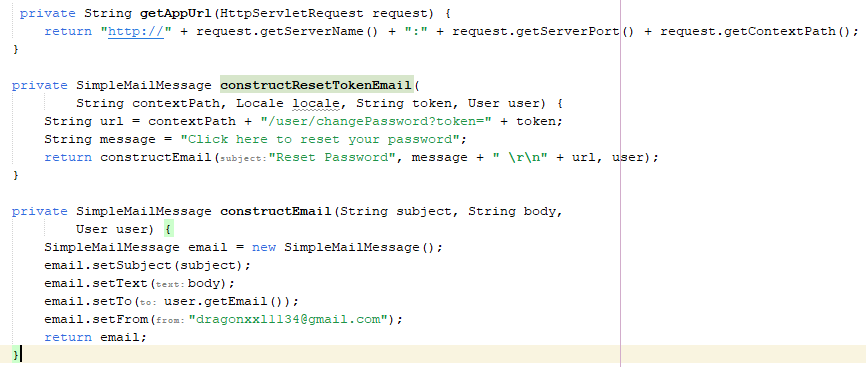 private String getAppUrl(HttpServletRequest request) {
return "http://" + request.getServerName() + ":" + request.getServerPort() + request.getContextPath();
}
private SimpleMailMessage constructResetTokenEmail(
String contextPath, Locale locale, String token, User user) {
String url = contextPath + "/user/changePassword?token=" + token;
String message = "Click here to reset your password";
return constructEmail(subject: "Reset Password", message + " \r\n" + url, user);
}
private SimpleMailMessage constructEmail(String subject, String body,
User user) {
SimpleMailMessage email = new SimpleMailMessage();
email.setSubject(subject);
email.setText(text: body);
email.setTo(to: user.getEmail());
email.setFrom(from: "dragonxx11134@gmail.com");
return email;
}